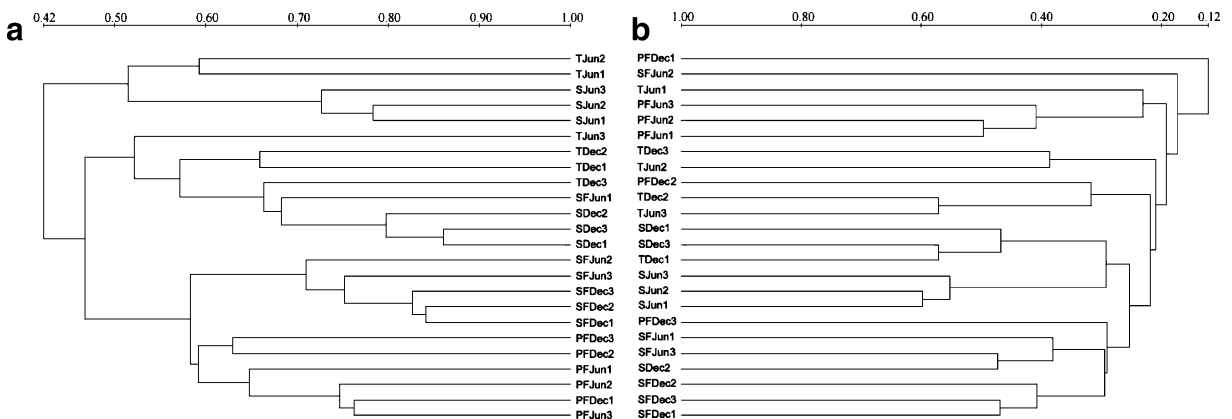 0.42 0.50 0.60 0.70 0.80 0.90 1.00
a
TJun2
TJun1
SJun3
SJun2
SJun1
TJun3
TDec2
TDec1
TDec3
SFJun1
SDec2
SDec3
SDec1
SFJun2
SFJun3
SFDec3
SFDec2
SFDec1
PFDec3
PFDec2
PFJun1
PFJun2
PFDec1
PFJun3
1.00 0.80 0.60 0.40 0.20 0.12
b
PFDec1
SFJun2
TJun1
PFJun3
PFJun2
PFJun1
TDec3
TJun2
PFDec2
TDec2
TJun3
SDec1
SDec3
TDec1
SJun3
SJun2
SJun1
PFDec3
SFJun1
SFJun3
SDec2
SFDec2
SFDec3
SFDec1